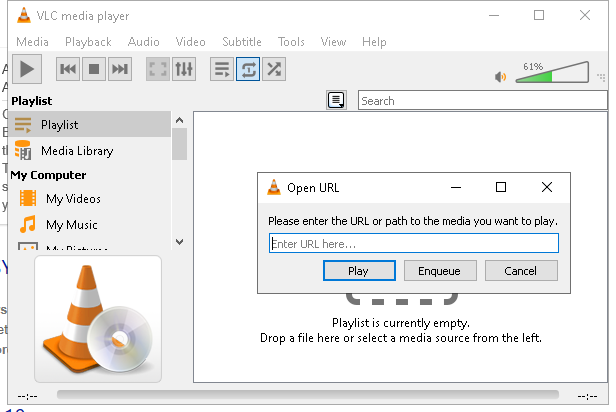 VLC media player
Media Playback Audio Video Subtitle Tools View Help
61%
Playlist
Search
Playlist
Media Library
My Computer
My Videos
My Music
My Pictures
Open URL
Please enter the URL or path to the media you want to play.
Enter URL here...
Play Enqueue Cancel
Playlist is currently empty.
Drop a file here or select a media source from the left.
--:-- --:--